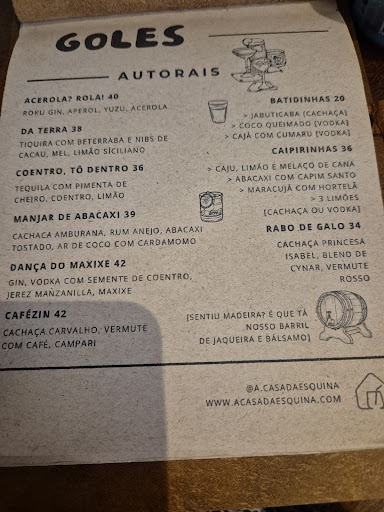 GOLES
AUTORAIS
ACEROLA? ROLA! 40
ROKU GIN, APEROL, YUZU, ACEROLA
DA TERRA 38
TIQUIRA COM BETERRABA E NIBS DE
CACAU, MEL, LIMÃO SICILIANO
COENTRO, TÔ DENTRO 36
TEQUILA COM PIMENTA DE
CHEIRO, COENTRO, LIMÃO
MANJAR DE ABACAXI 39
CACHACA AMBURANA, RUM ANEJO, ABACAXI
TOSTADO, AR DE COCO COM CARDAMOMO
DANÇA DO MAXIXE 42
GIN, VODKA COM SEMENTE DE COENTRO,
JEREZ MANZANILLA, MAXIXE
CAFÉZIN 42
CACHAÇA CARVALHO, VERMUTE
COM CAFÉ, CAMPARI
BATIDINHAS 20
> JABUTICABA [CACHAÇA]
> COCO QUEIMADO [VODKA]
> CAJÁ COM CUMARU [VODKA]
CAIPIRINHAS 36
> CAJU, LIMÃO E MELAÇO DE CANA
> ABACAXI COM CAPIM SANTO
> MARACUJÁ COM HORTELÃ
> 3 LIMÕES
[CACHAÇA OU VODKA]
RABO DE GALO 34
CACHAÇA PRINCESA
ISABEL, BLEND DE
CYNAR, VERMUTE
ROSSO
[SENTIU MADEIRA? É QUE TÁ
NOSSO BARRIL
DE JAQUEIRA E BÁLSAMO]
@A.CASADAESQUINA
WWW.ACASADAESQUINA.COM